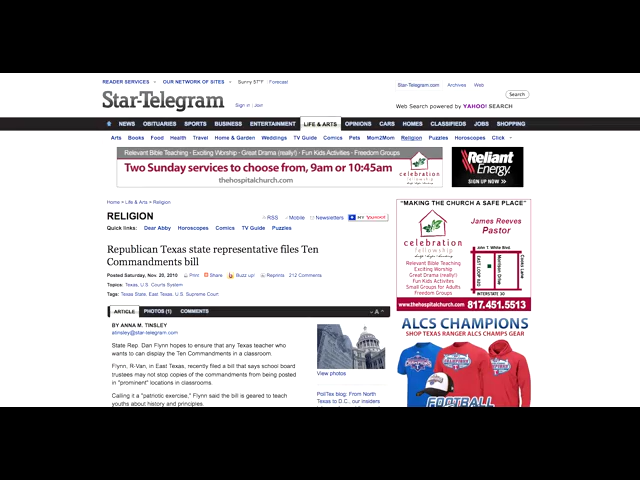 READER SERVICES OUR NETWORK OF SITES Sunny 57°F | Forecast
Star-Telegram.com Archives Web
Search
Star-Telegram
Sign in | Join
Web Search powered by YAHOO! SEARCH
NEWS OBITUARIES SPORTS BUSINESS ENTERTAINMENT LIFE & ARTS OPINIONS CARS HOMES CLASSIFIEDS JOBS SHOPPING
Arts Books Food Health Travel Home & Garden Weddings TV Guide Comics Pets Mom2Mom Religion Puzzles Horoscopes Click
Relevant Bible Teaching - Exciting Worship - Great Drama (really!) - Fun Kids Activities - Freedom Groups
Two Sunday services to choose from, 9am or 10:45am
thehospitalchurch.com
celebration
fellowship
Reliant
Energy
SIGN UP NOW
Home > Life & Arts > Religion
RELIGION
RSS Mobile Newsletters MY YAHOO!
Quick links: Dear Abby Horoscopes Comics TV Guide Puzzles
Republican Texas state representative files Ten
Commandments bill
Posted Saturday, Nov. 20, 2010 Print Share Buzz up! Reprints 212 Comments
Topics: Texas, U.S. Courts System
Tags: Texas State, East Texas, U.S. Supreme Court
ARTICLE PHOTOS (1) COMMENTS - A +
BY ANNA M. TINSLEY
atinsley@star-telegram.com
State Rep. Dan Flynn hopes to ensure that any Texas teacher who
wants to can display the Ten Commandments in a classroom.
Flynn, R-Van, in East Texas, recently filed a bill that says school board
trustees may not stop copies of the commandments from being posted
in "prominent" locations in classrooms.
Calling it a "patriotic exercise," Flynn said the bill is geared to teach
youths about history and principles.
View photos
PoliTex blog: From North
Texas to D.C., our insiders
"MAKING THE CHURCH A SAFE PLACE"
James Reeves
Pastor
celebration
fellowship
John T. White Blvd.
EAST LOOP 820
Morrison Drive
Cooks Lane
INTERSTATE 30
Relevant Bible Teaching
Exciting Worship
Great Drama (really!)
Fun Kids Activities
Small Groups for Adults
Freedom Groups
www.thehospitalchurch.com 817.451.5513
ALCS CHAMPIONS
SHOP TEXAS RANGER ALCS CHAMPS GEAR
FOOTBALL